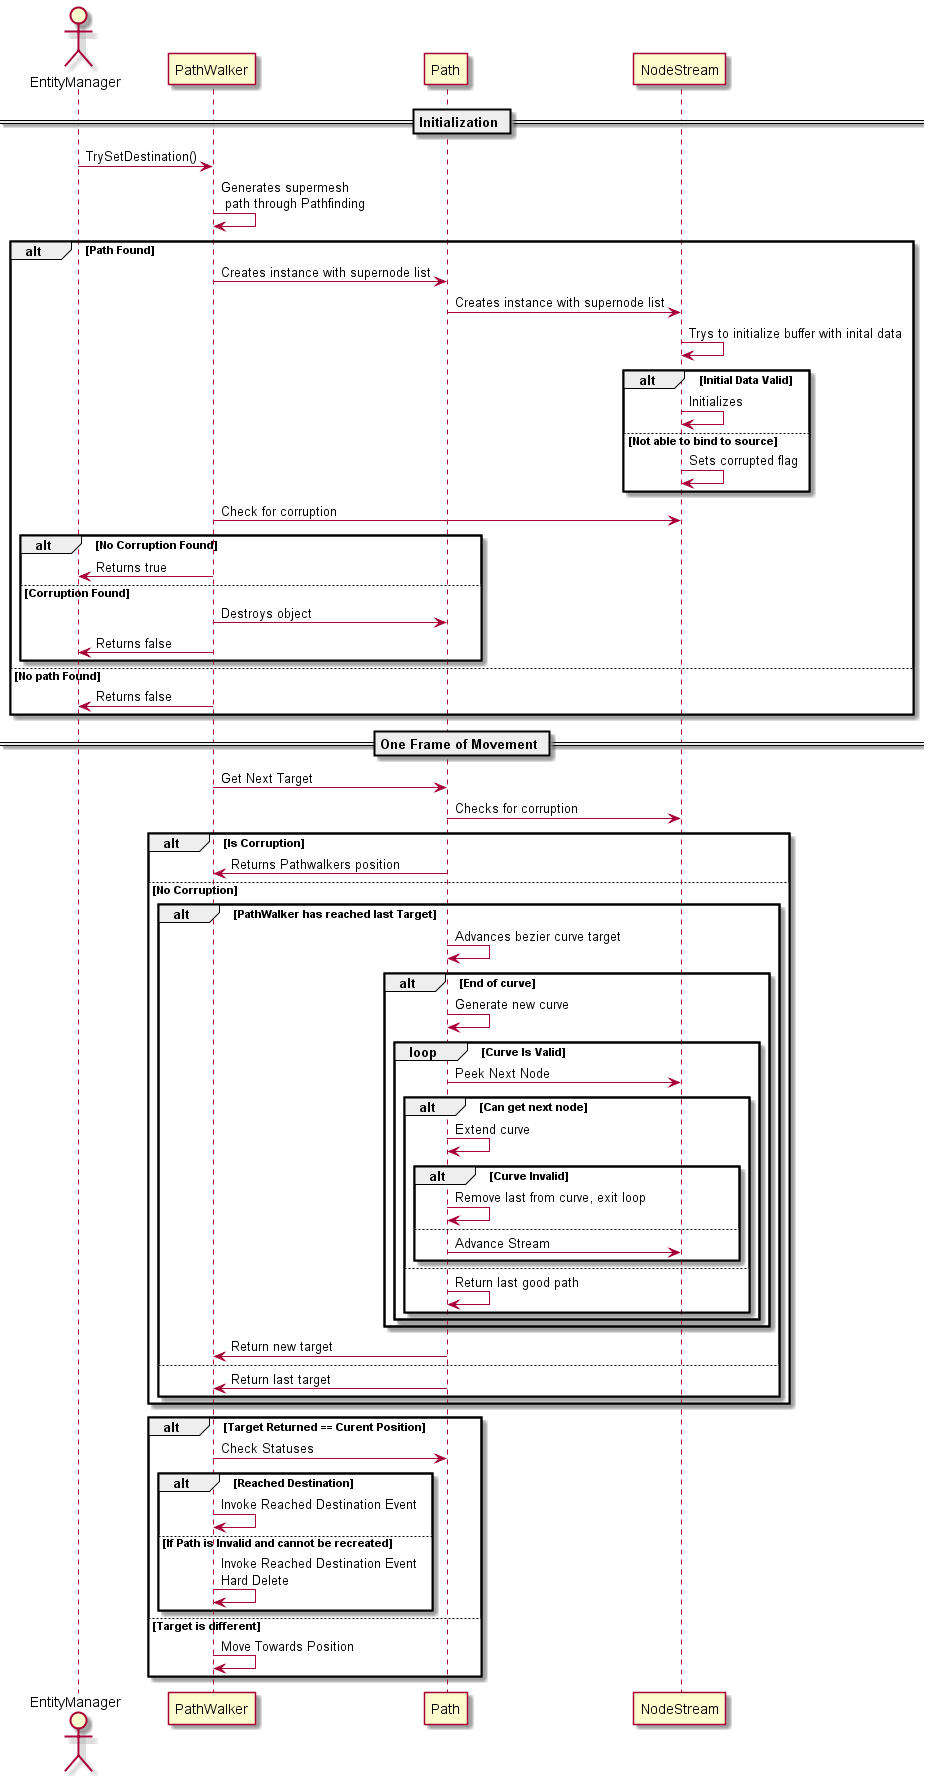 EntityManager
PathWalker
Path
NodeStream
Initialization
TrySetDestination()
Generates supermesh
path through Pathfinding
alt
[Path Found]
Creates instance with supernode list
Creates instance with supernode list
Trys to initialize buffer with inital data
alt
[Initial Data Valid]
Initializes
[Not able to bind to source]
Sets corrupted flag
Check for corruption
alt
[No Corruption Found]
Returns true
[Corruption Found]
Destroys object
Returns false
[No path Found]
Returns false
One Frame of Movement
Get Next Target
Checks for corruption
alt
[Is Corruption]
Returns Pathwalkers position
[No Corruption]
alt
[PathWalker has reached last Target]
Advances bezier curve target
alt
[End of curve]
Generate new curve
loop
[Curve Is Valid]
Peek Next Node
alt
[Can get next node]
Extend curve
alt
[Curve Invalid]
Remove last from curve, exit loop
Advance Stream
Return last good path
Return new target
Return last target
alt
[Target Returned == Curent Position]
Check Statuses
alt
[Reached Destination]
Invoke Reached Destination Event
[If Path is Invalid and cannot be recreated]
Invoke Reached Destination Event
Hard Delete
[Target is different]
Move Towards Position
EntityManager
PathWalker
Path
NodeStream